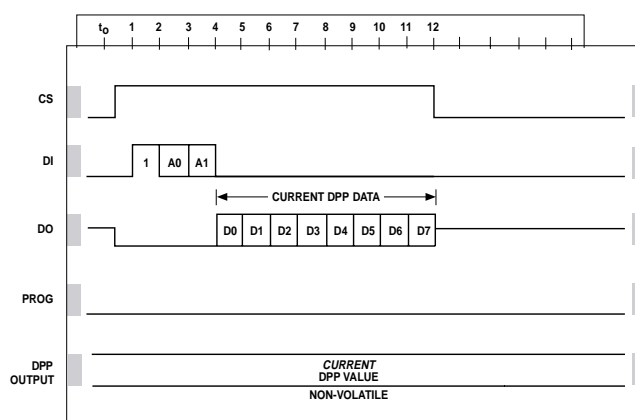 to 1 2 3 4 5 6 7 8 9 10 11 12
CS
DI 1 A0 A1
CURRENT DPP DATA
DO D0 D1 D2 D3 D4 D5 D6 D7
PROG
DPP
OUTPUT
CURRENT
DPP VALUE
NON-VOLATILE